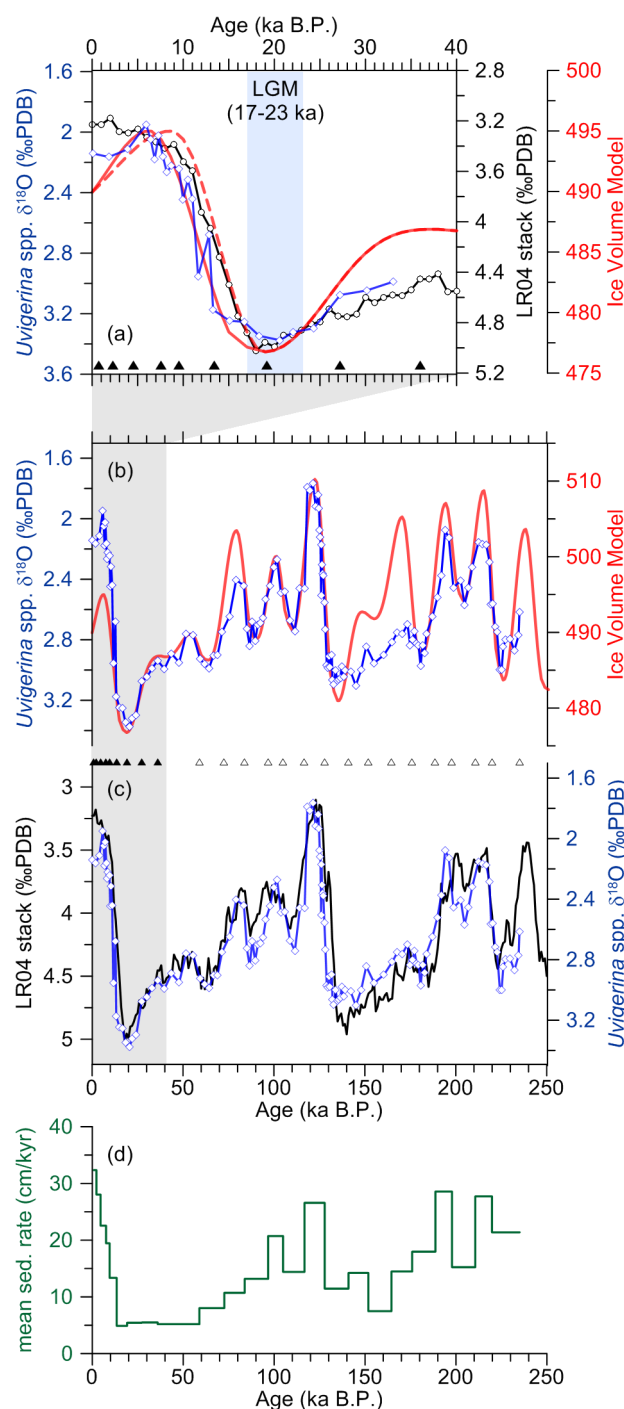 Age (ka B.P.)
0 10 20 30 40
1.6
2
2.4
2.8
3.2
3.6
Uvigerina spp. δ18O (‰PDB)
LGM
(17-23 ka)
(a)
2.8
3.2
3.6
4
4.4
4.8
5.2
LR04 stack (‰PDB)
500
495
490
485
480
475
Ice Volume Model
(b)
1.6
2
2.4
2.8
3.2
Uvigerina spp. δ18O (‰PDB)
510
500
490
480
Ice Volume Model
(c)
3
3.5
4
4.5
5
LR04 stack (‰PDB)
1.6
2
2.4
2.8
3.2
Uvigerina spp. δ18O (‰PDB)
0 50 100 150 200 250
Age (ka B.P.)
(d)
40
30
20
10
0
mean sed. rate (cm/kyr)
0 50 100 150 200 250
Age (ka B.P.)